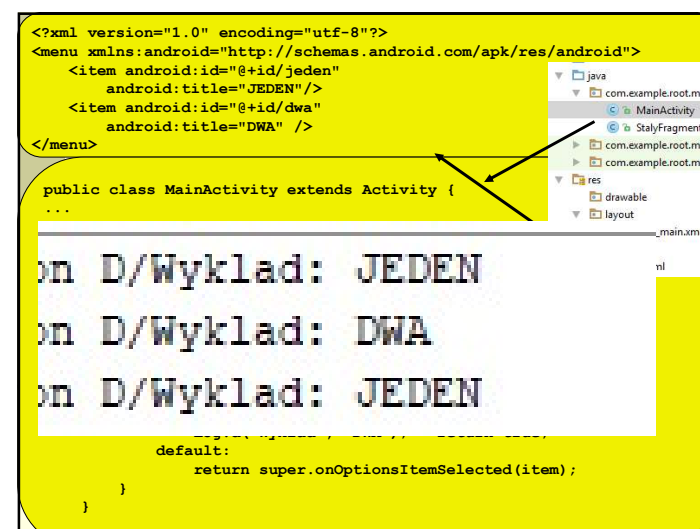 <?xml version="1.0" encoding="utf-8"?>
<menu xmlns:android="http://schemas.android.com/apk/res/android">
<item android:id="@+id/jeden"
android:title="JEDEN"/>
<item android:id="@+id/dwa"
android:title="DWA" />
</menu>
java
com.example.root.m
MainActivity
StalyFragment
com.example.root.m
com.example.root.m
res
drawable
layout
_main.xm
ml
public class MainActivity extends Activity {
...
on D/Wyklad: JEDEN
on D/Wyklad: DWA
on D/Wyklad: JEDEN
default:
return super.onOptionsItemSelected(item);
}
}